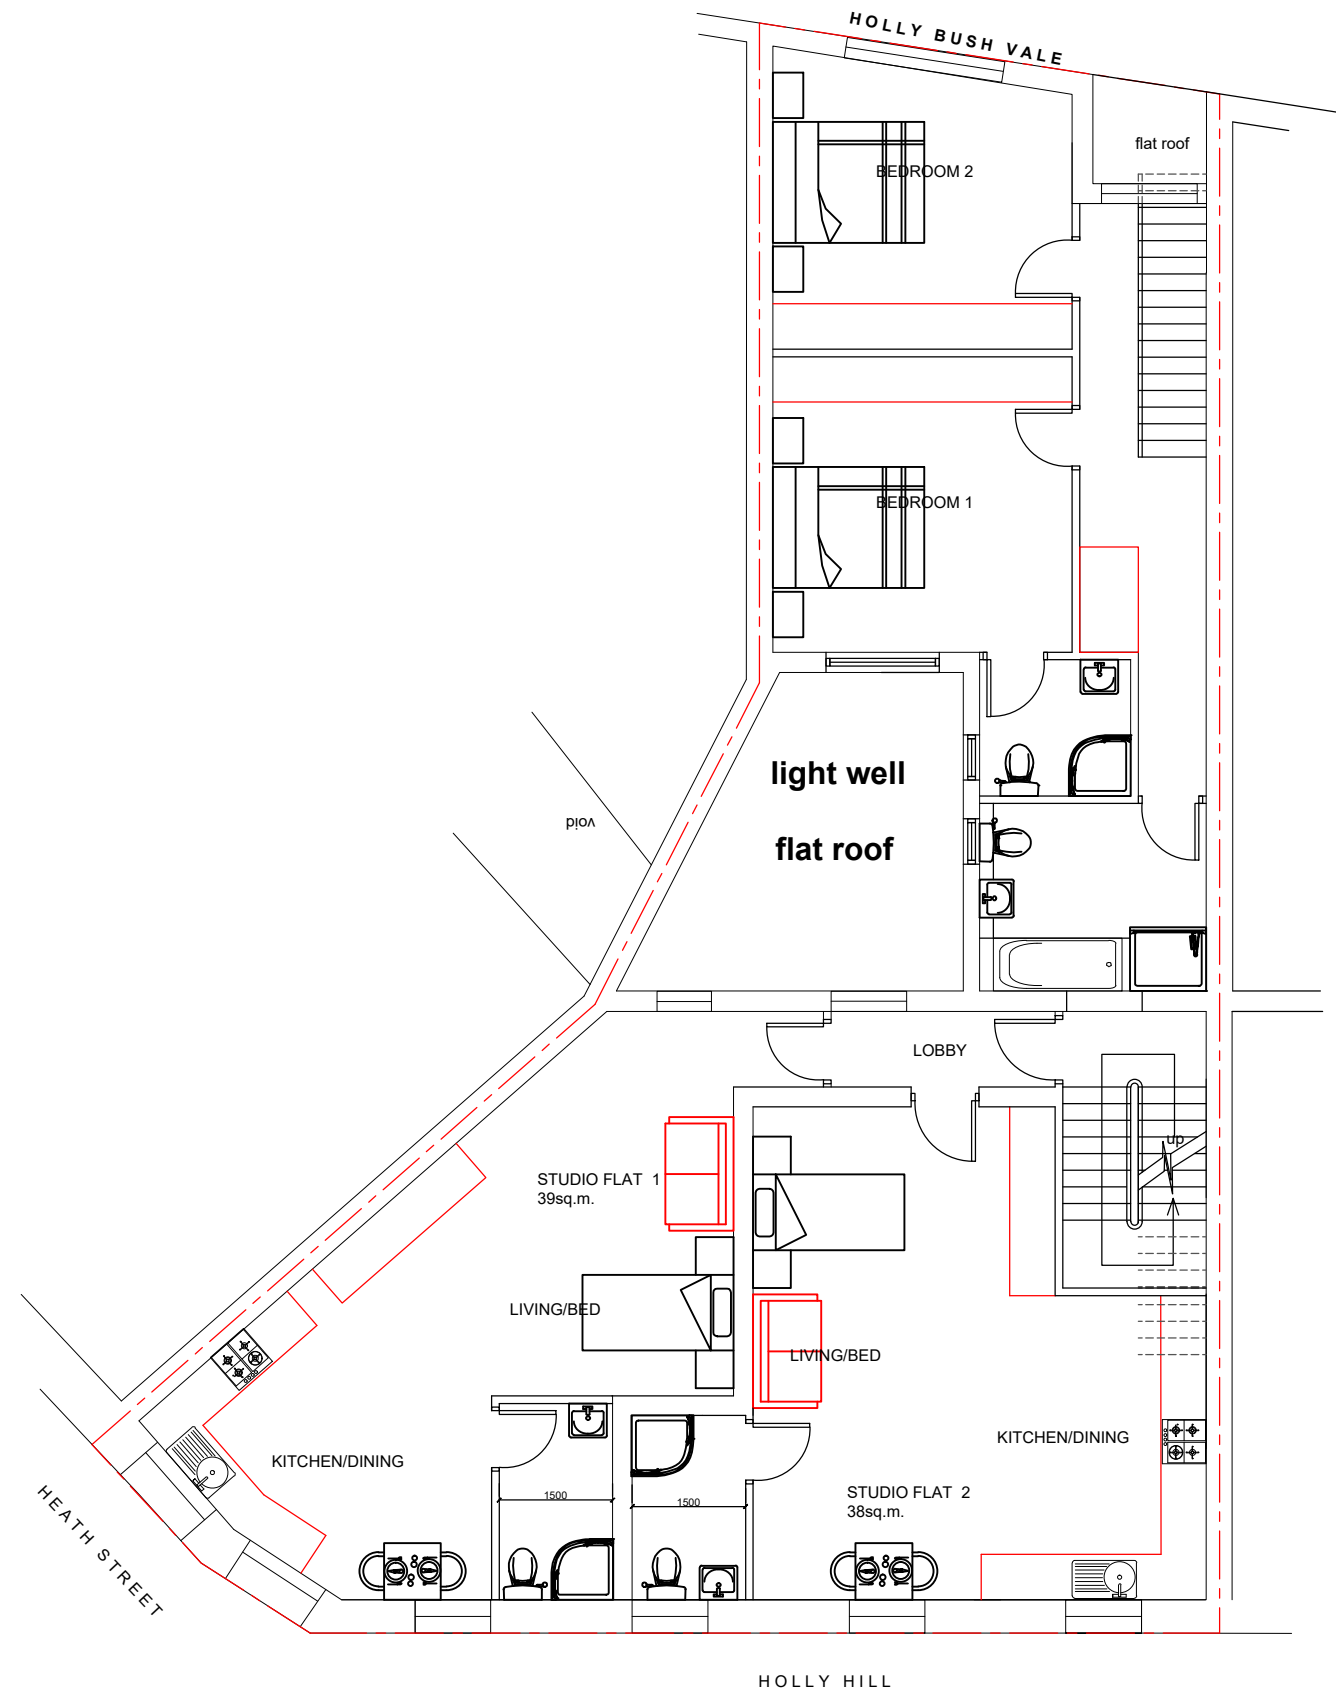 HOLLY BUSH VALE
flat roof
BEDROOM 2
BEDROOM 1
light well
flat roof
void
LOBBY
up
STUDIO FLAT 1
39sq.m.
LIVING/BED
LIVING/BED
KITCHEN/DINING
KITCHEN/DINING
STUDIO FLAT 2
38sq.m.
1500
1500
HEATH STREET
HOLLY HILL